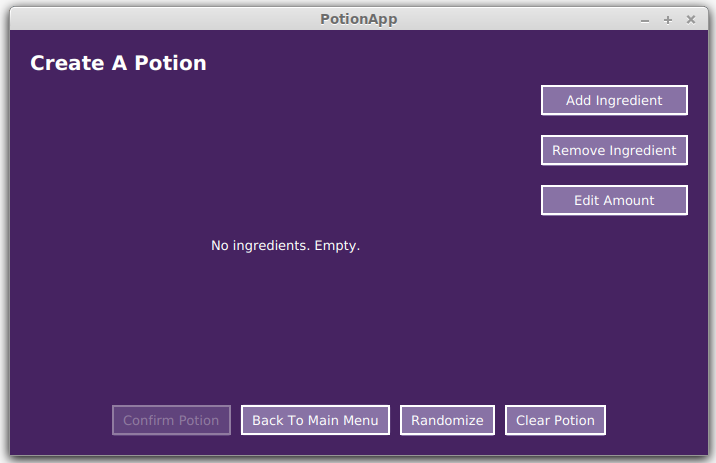 PotionApp
Create A Potion
Add Ingredient
Remove Ingredient
Edit Amount
No ingredients. Empty.
Confirm Potion
Back To Main Menu
Randomize
Clear Potion